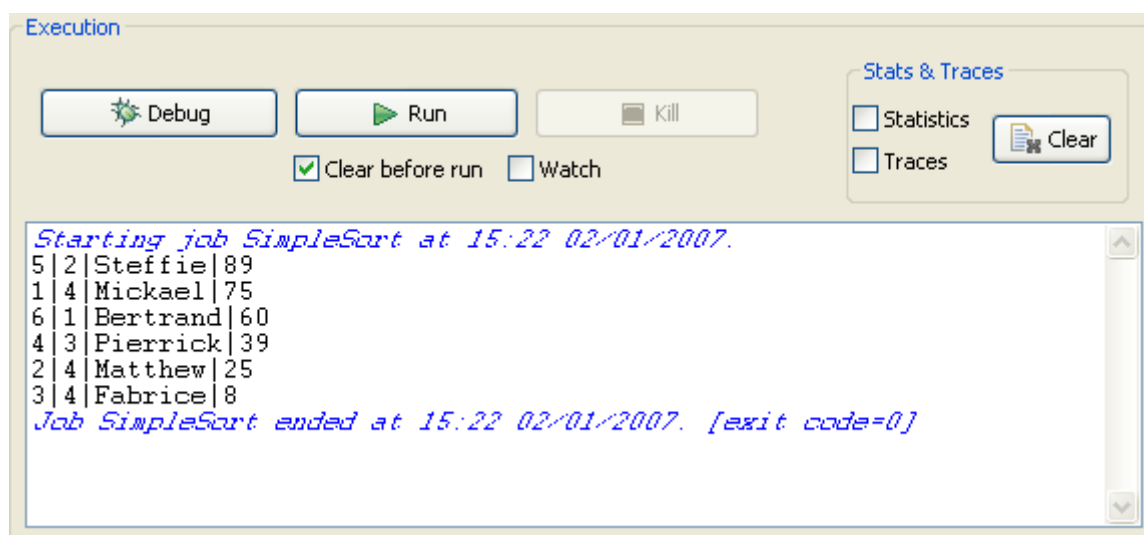 Execution
Stats & Traces
Debug
Run
Kill
Statistics
Clear
Traces
Clear before run
Watch
Starting job SimpleSort at 15:22 02/01/2007.
5|2|Steffie|89
1|4|Mickael|75
6|1|Bertrand|60
4|3|Pierrick|39
2|4|Matthew|25
3|4|Fabrice|8
Job SimpleSort ended at 15:22 02/01/2007. [exit code=0]